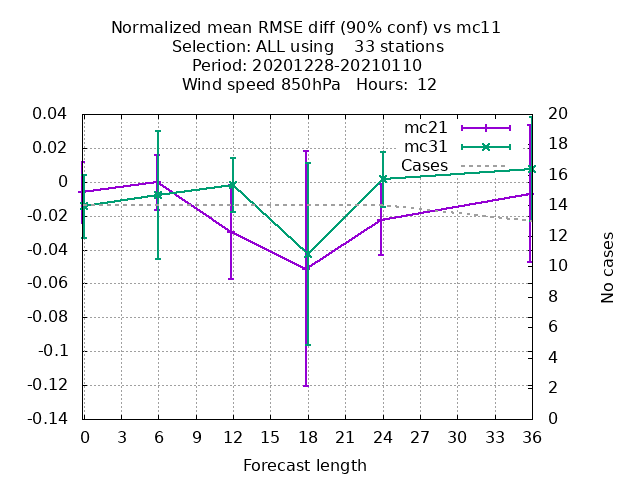 Normalized mean RMSE diff (90% conf) vs mc11
Selection: ALL using    33 stations
Period: 20201228-20210110
Wind speed 850hPa   Hours:  12
mc21
mc31
Cases
0.04
0.02
0
-0.02
-0.04
-0.06
-0.08
-0.1
-0.12
-0.14
20
18
16
14
12
10
8
6
4
2
0
No cases
0 3 6 9 12 15 18 21 24 27 30 33 36
Forecast length